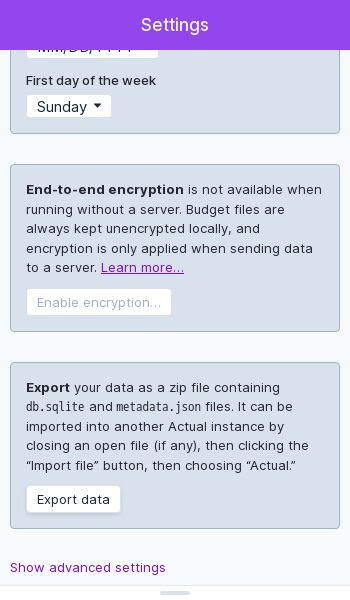 Settings
First day of the week
Sunday
End-to-end encryption is not available when
running without a server. Budget files are
always kept unencrypted locally, and
encryption is only applied when sending data
to a server. Learn more…
Enable encryption…
Export your data as a zip file containing
db.sqlite and metadata.json files. It can be
imported into another Actual instance by
closing an open file (if any), then clicking the
“Import file” button, then choosing “Actual.”
Export data
Show advanced settings